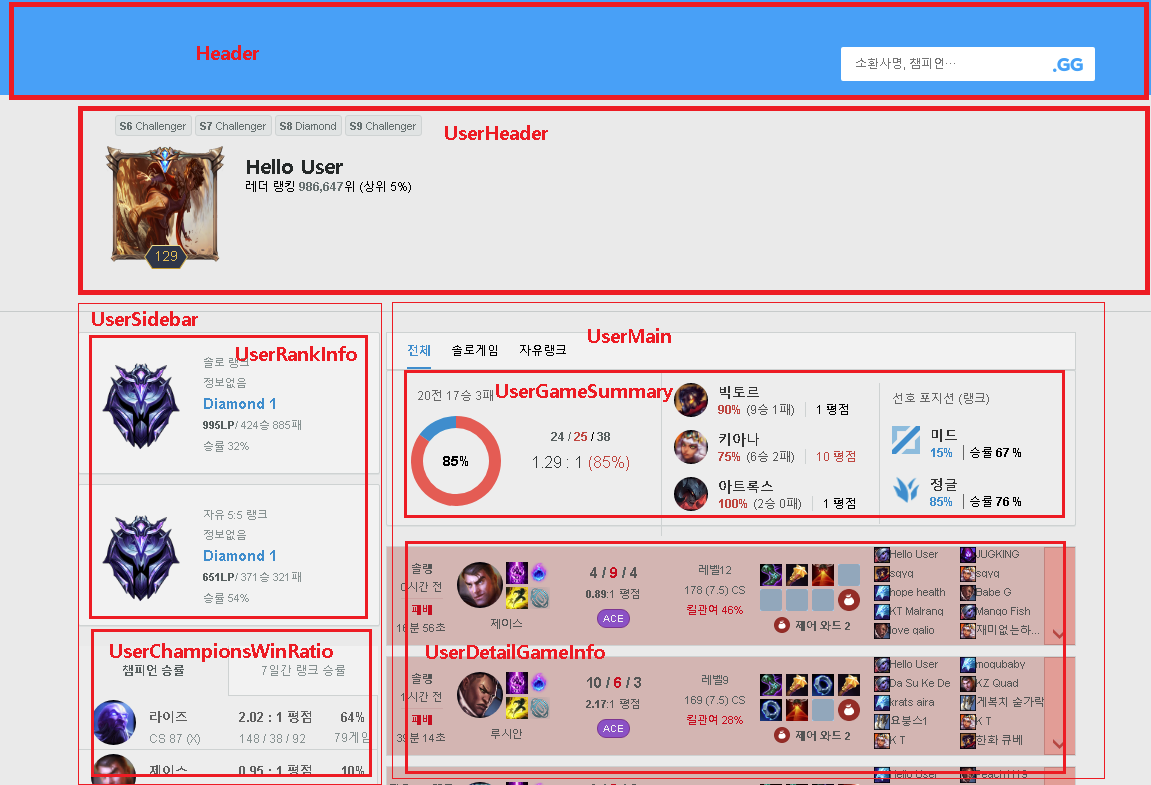 Header
소환사명, 챔피언…
.GG
S6 Challenger S7 Challenger S8 Diamond S9 Challenger
UserHeader
Hello User
레더 랭킹 986,647위 (상위 5%)
129
UserSidebar
UserRankInfo
솔로 랭크
정보없음
Diamond 1
995LP/ 424승 885패
승률 32%
자유 5:5 랭크
정보없음
Diamond 1
651LP/ 371승 321패
승률 54%
UserChampionsWinRatio
챔피언 승률 7일간 랭크 승률
라이즈 2.02 : 1 평점 64%
CS 87 (X) 148 / 38 / 92 79게임
제이스 0.95 : 1 평점 10%
UserMain
전체 솔로게임 자유랭크
UserGameSummary
20전 17승 3패
85%
24 / 25 / 38
1.29 : 1 (85%)
빅토르
90% (9승 1패) 1 평점
키아나
75% (6승 2패) 10 평점
아트록스
100% (2승 0패) 1 평점
선호 포지션 (랭크)
미드
15% 승률 67 %
정글
85% 승률 76 %
UserDetailGameInfo
솔랭
0시간 전
패배
16분 56초
제이스
4 / 9 / 4
0.89:1 평점
ACE
레벨12
178 (7.5) CS
킬관여 46%
제어 와드 2
Hello User JUGKING
sqyq sqyq
hope health Babe G
KT Malrang Mango Fish
love galio 재미없는하...
솔랭
1시간 전
패배
39분 14초
루시안
10 / 6 / 3
2.17:1 평점
ACE
레벨9
169 (7.5) CS
킬관여 28%
제어 와드 2
Hello User mogubaby
Da Su Ke De KZ Quad
krats aira 게복치 숟가락
요붕스1 K T
K T 한화 큐베
Hello User